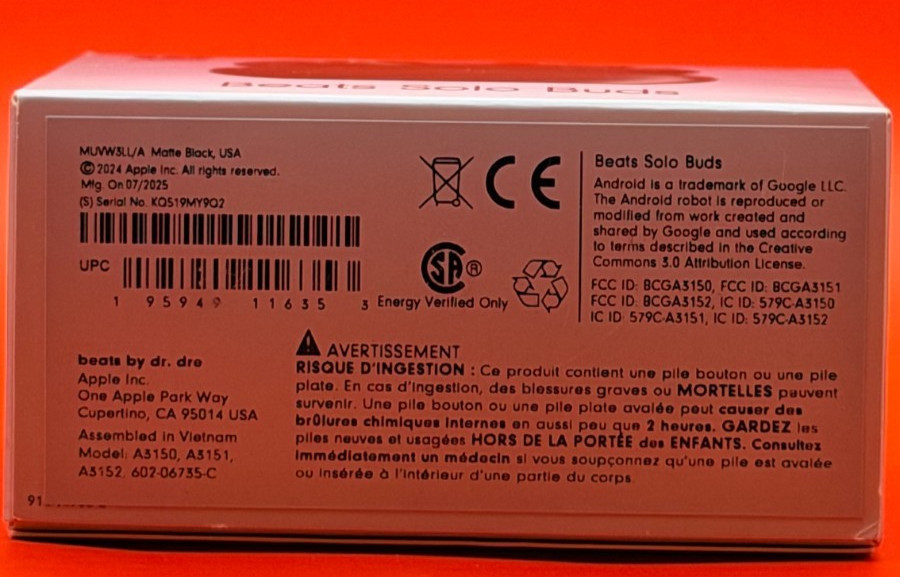 Beats Solo Buds
MUVW3LL/A Matte Black, USA
© 2024 Apple Inc. All rights reserved.
Mfg. On 07/2025
(S) Serial No. KQ519MY9Q2
UPC
1 95949 11635 3
beats by dr. dre
Apple Inc.
One Apple Park Way
Cupertino, CA 95014 USA
Assembled in Vietnam
Model: A3150, A3151,
A3152, 602-06735-C
CE
SA®
Energy Verified Only
Beats Solo Buds
Android is a trademark of Google LLC.
The Android robot is reproduced or
modified from work created and
shared by Google and used according
to terms described in the Creative
Commons 3.0 Attribution License.
FCC ID: BCGA3150, FCC ID: BCGA3151
FCC ID: BCGA3152, IC ID: 579C-A3150
IC ID: 579C-A3151, IC ID: 579C-A3152
AVERTISSEMENT
RISQUE D'INGESTION : Ce produit contient une pile bouton ou une pile
plate. En cas d'ingestion, des blessures graves ou MORTELLES peuvent
survenir. Une pile bouton ou une pile plate avalée peut causer des
brûlures chimiques internes en aussi peu que 2 heures. GARDEZ les
piles neuves et usagées HORS DE LA PORTÉE des ENFANTS. Consultez
immédiatement un médecin si vous soupçonnez qu'une pile est avalée
ou insérée à l'intérieur d'une partie du corps.